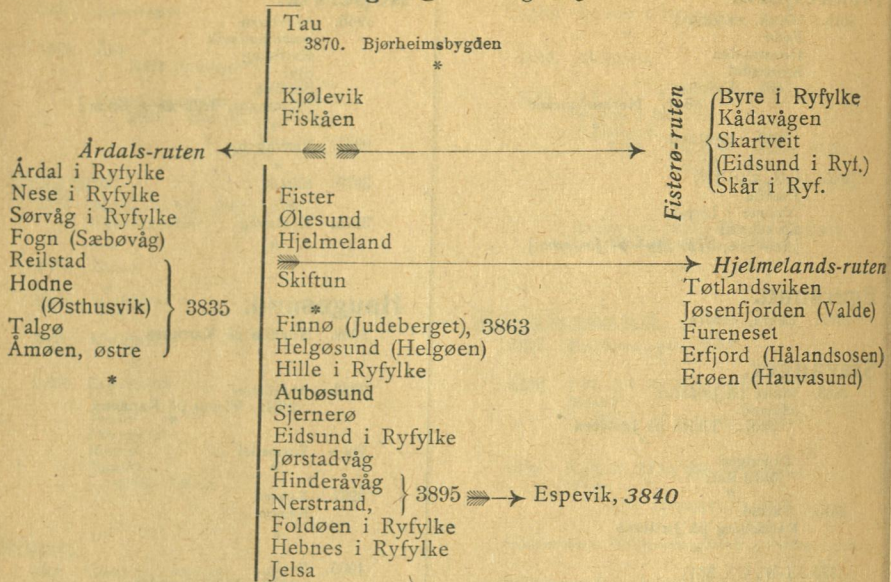 Tau
3870. Bjørheimsbygden
*
Kjølevik
Fiskåen
Årdals-ruten
Årdal i Ryfylke
Nese i Ryfylke
Sørvåg i Ryfylke
Fogn (Sæbøvåg)
Reilstad
Hodne
(Østhusvik)
Talgø
Åmøen, østre
3835
*
Fisterø-ruten
Byre i Ryfylke
Kådavågen
Skartveit
(Eidsund i Ryf.)
Skår i Ryf.
Fister
Ølesund
Hjelmeland
Skiftun
*
Hjelmelands-ruten
Tøtlandsviken
Jøsenfjorden (Valde)
Fureneset
Erfjord (Hålandsosen)
Erøen (Hauvasund)
Finnø (Judeberget), 3863
Helgøsund (Helgøen)
Hille i Ryfylke
Aubøsund
Sjernerø
Eidsund i Ryfylke
Jørstadvåg
Hinderåvåg
Nerstrand,
3895
Espevik, 3840
Foldøen i Ryfylke
Hebnes i Ryfylke
Jelsa